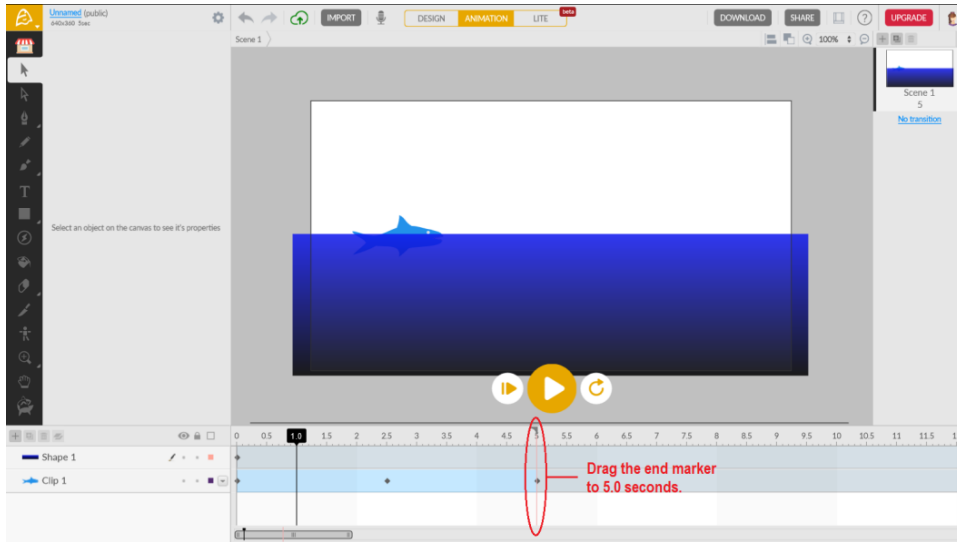 Unnamed (public)
640x360 5sec
IMPORT
DESIGN
ANIMATION
LITE
beta
DOWNLOAD
SHARE
?
UPGRADE
Scene 1
100%
Scene 1
5
No transition
T
Select an object on the canvas to see it's properties
0 0.5 1.0 1.5 2 2.5 3 3.5 4 4.5 5 5.5 6 6.5 7 7.5 8 8.5 9 9.5 10 10.5 11 11.5
Shape 1
Clip 1
Drag the end marker
to 5.0 seconds.